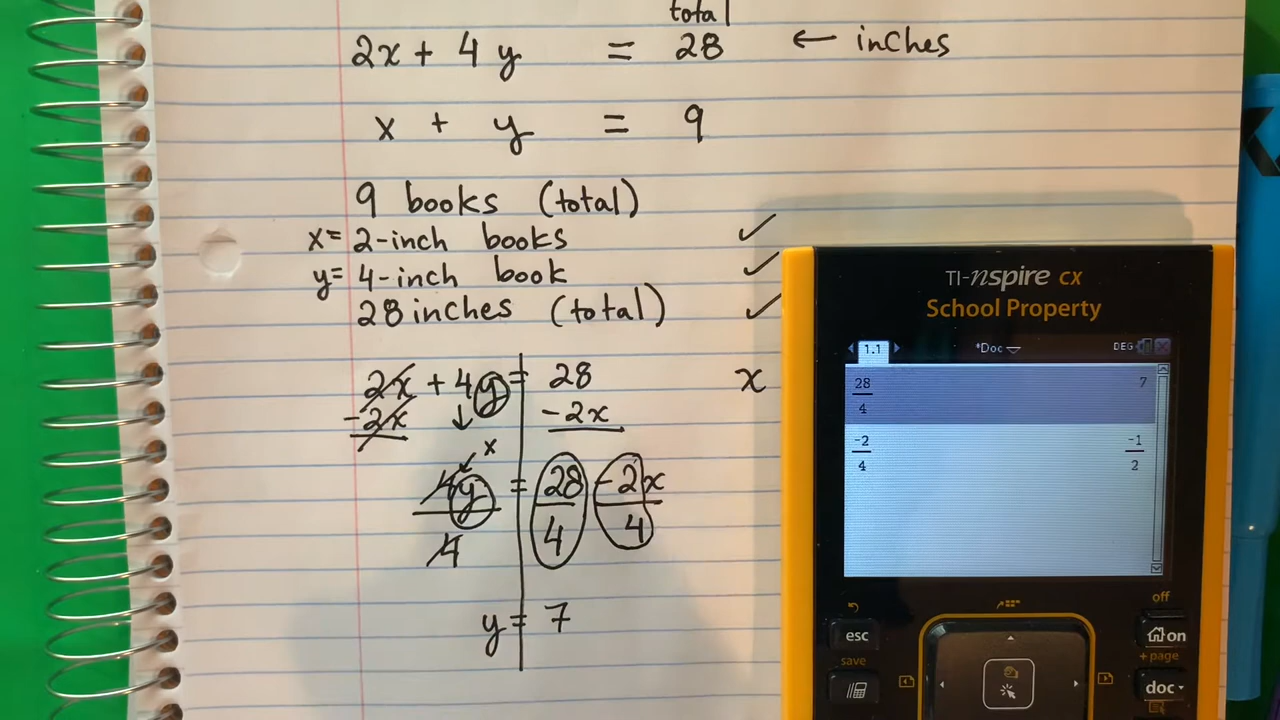 total
2x + 4y = 28 ← inches
x + y = 9
9 books (total)
x= 2-inch books ✓
y= 4-inch book ✓
28 inches (total) ✓
2x + 4y = 28 x
-2x ↓ -2x
x
4y = 28 -2x
4 4 4
y = 7
TI-nspire CX
School Property
1.1 *Doc DEG
28 7
4
-2 -1
4 2
off
esc on
save + page
doc